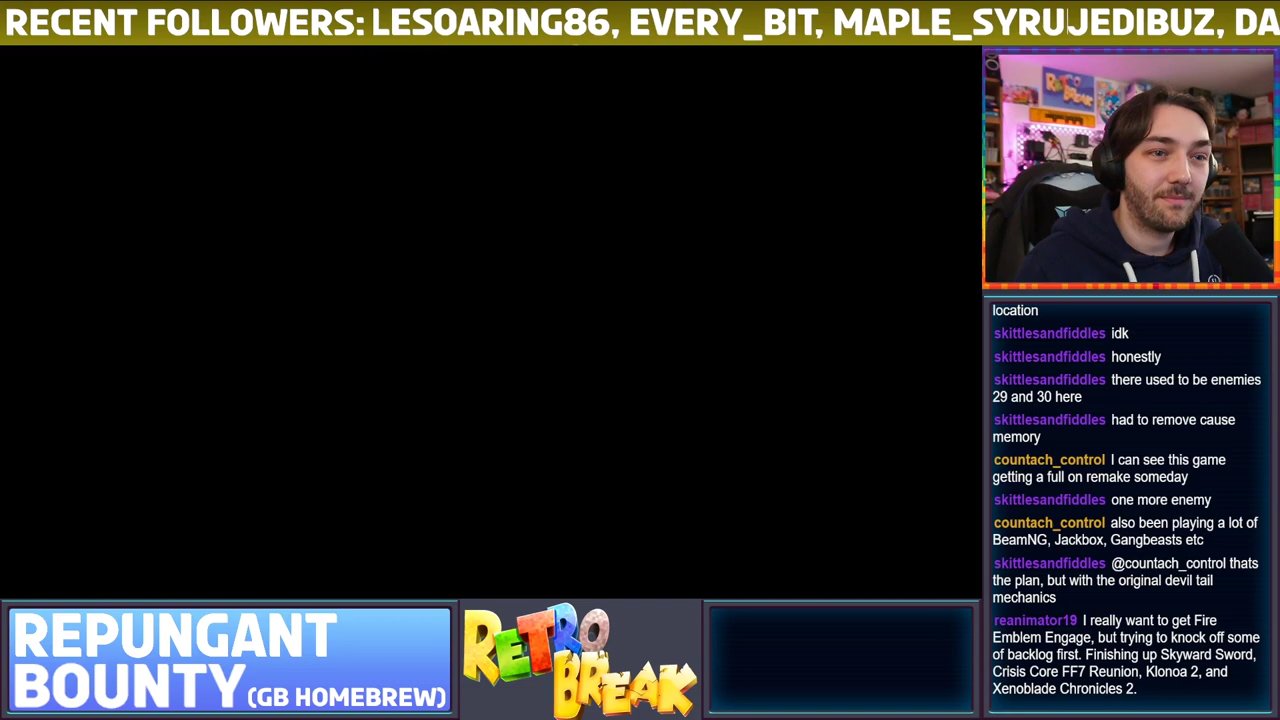 RECENT FOLLOWERS: LESOARING86, EVERY_BIT, MAPLE_SYRUJEDIBUZ, DA
location
skittlesandfiddles idk
skittlesandfiddles honestly
skittlesandfiddles there used to be enemies
29 and 30 here
skittlesandfiddles had to remove cause
memory
countach_control I can see this game
getting a full on remake someday
skittlesandfiddles one more enemy
countach_control also been playing a lot of
BeamNG, Jackbox, Gangbeasts etc
skittlesandfiddles @countach_control thats
the plan, but with the original devil tail
mechanics
reanimator19 I really want to get Fire
Emblem Engage, but trying to knock off some
of backlog first. Finishing up Skyward Sword,
Crisis Core FF7 Reunion, Klonoa 2, and
Xenoblade Chronicles 2.
REPUNGANT
BOUNTY (GB HOMEBREW)
RETRO
BREAK